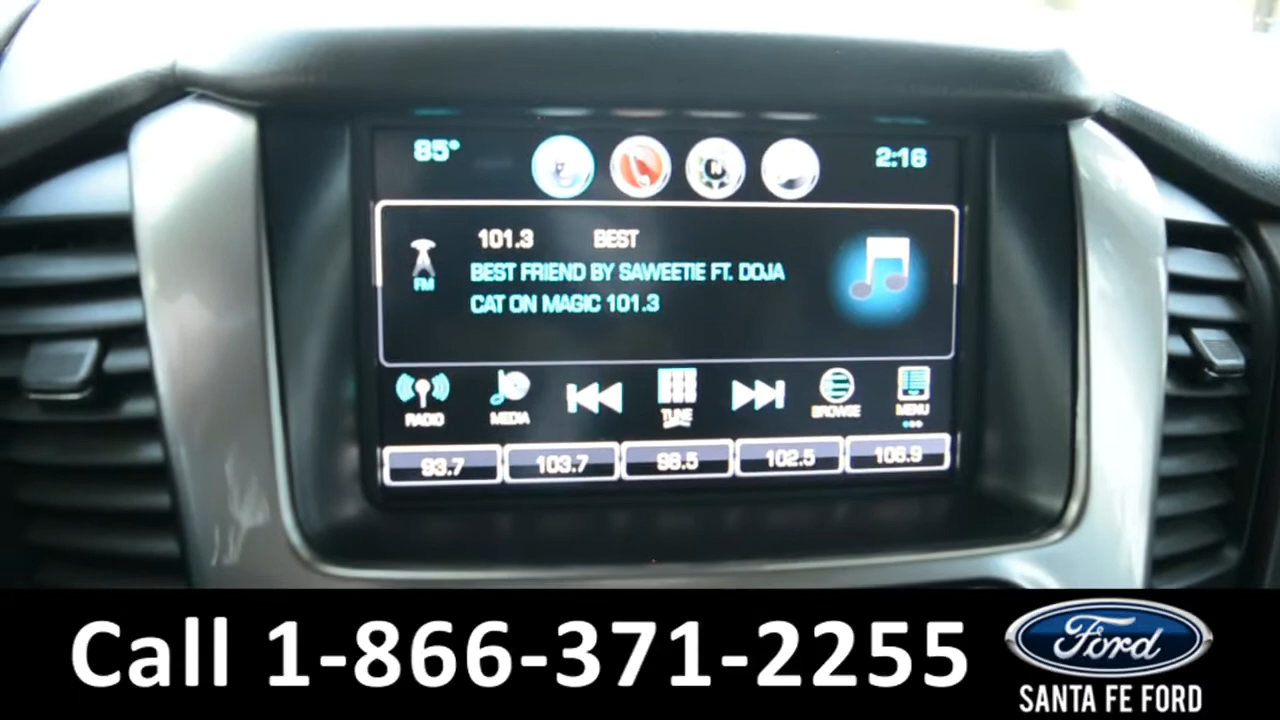 85° 2:16
101.3 BEST
FM
BEST FRIEND BY SAWEETIE FT. DOJA
CAT ON MAGIC 101.3
RADIO MEDIA TUNE BROWSE MENU
93.7 103.7 98.5 102.5 106.9
Call 1-866-371-2255
Ford
SANTA FE FORD